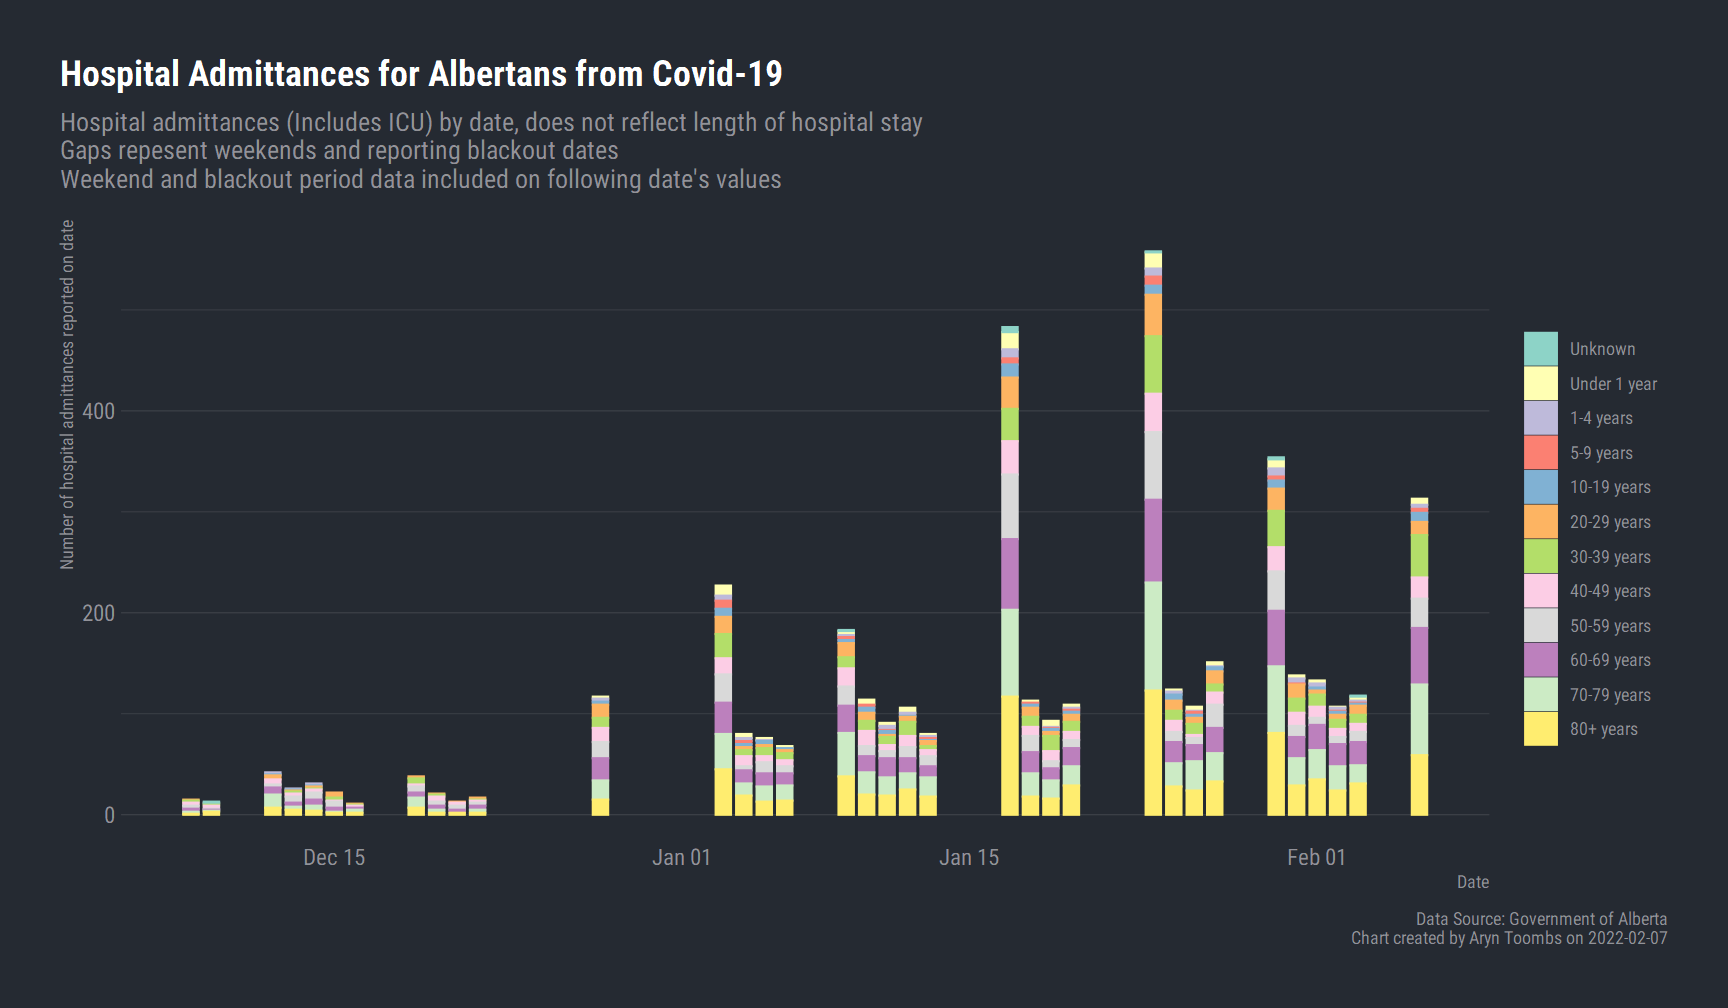 Hospital Admittances for Albertans from Covid-19
Hospital admittances (Includes ICU) by date, does not reflect length of hospital stay
Gaps repesent weekends and reporting blackout dates
Weekend and blackout period data included on following date's values
Number of hospital admittances reported on date
400
200
0
Dec 15
Jan 01
Jan 15
Feb 01
Date
Unknown
Under 1 year
1-4 years
5-9 years
10-19 years
20-29 years
30-39 years
40-49 years
50-59 years
60-69 years
70-79 years
80+ years
Data Source: Government of Alberta
Chart created by Aryn Toombs on 2022-02-07